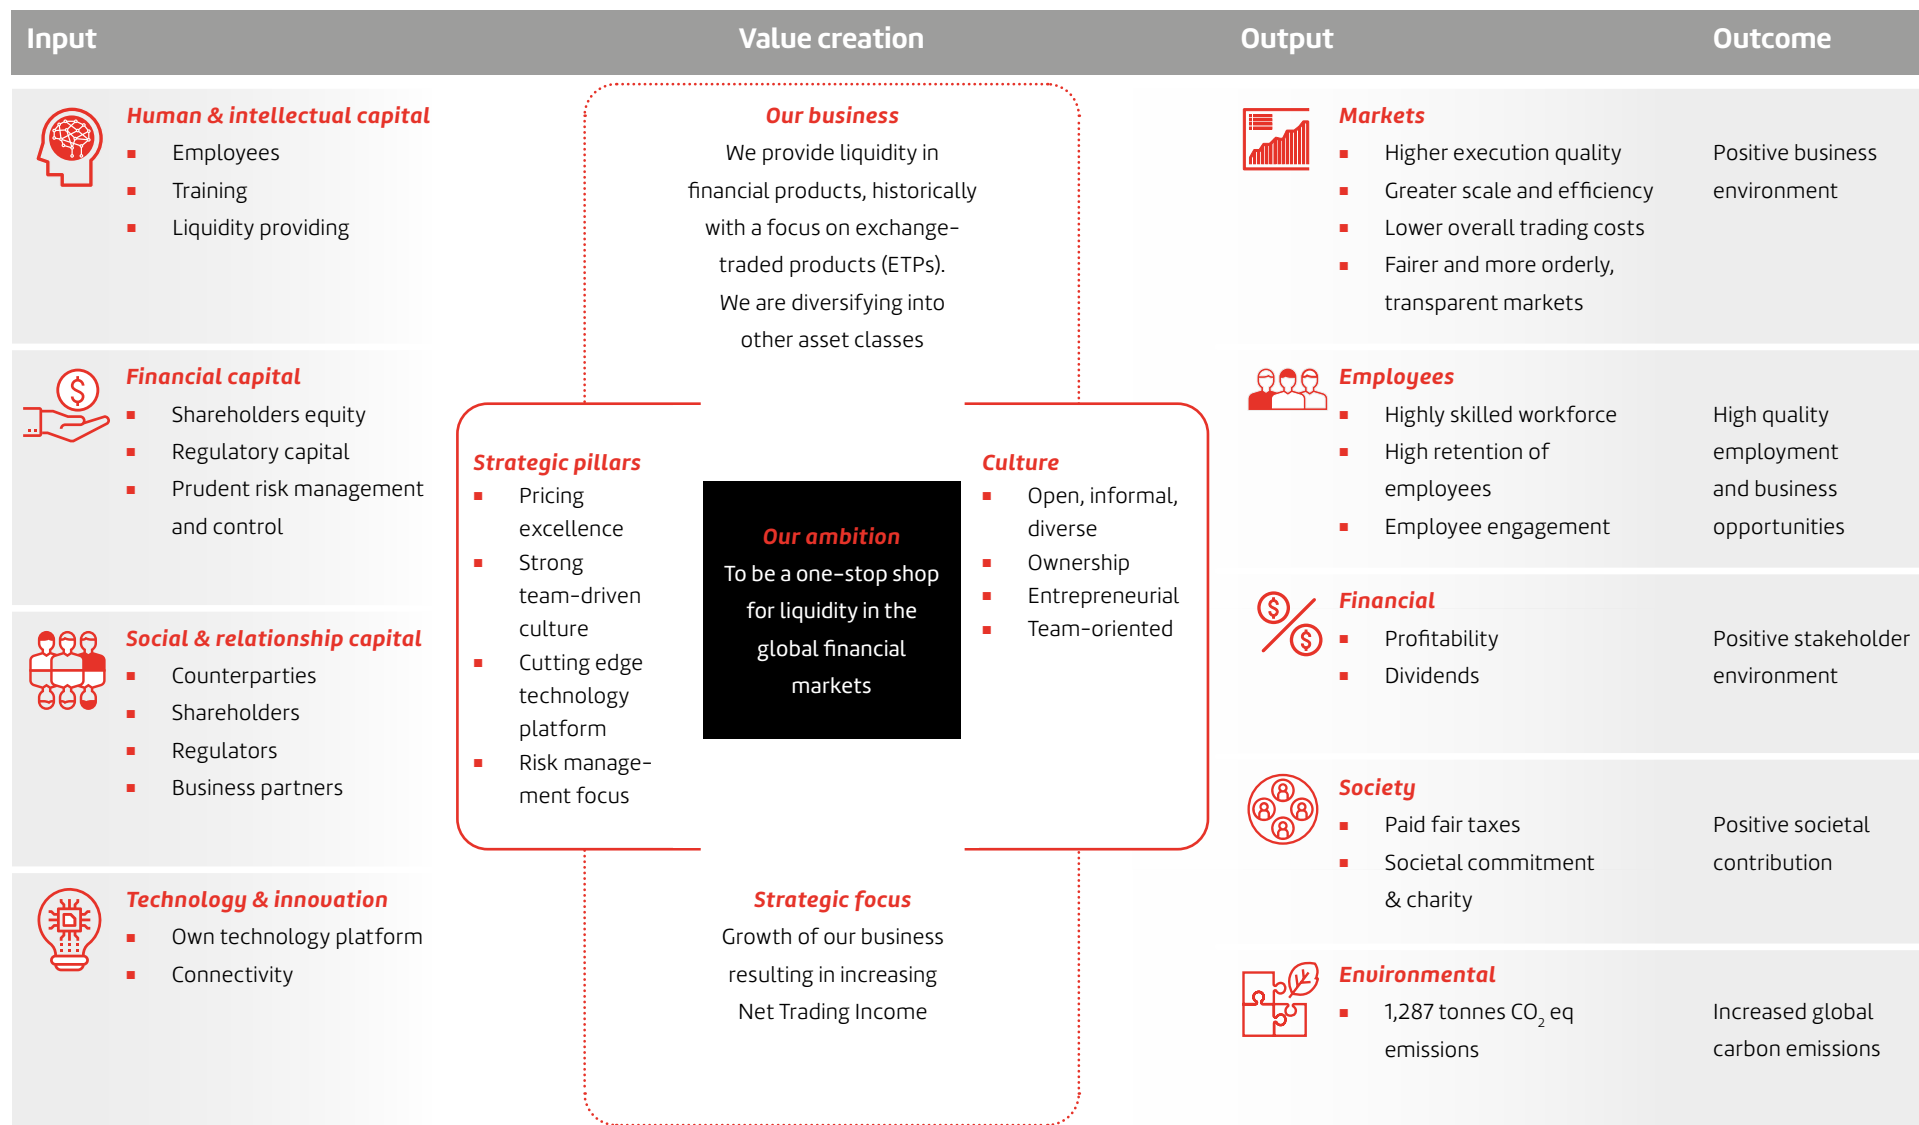 Input
Value creation
Output
Outcome
Human & intellectual capital
Employees
Training
Liquidity providing
Financial capital
Shareholders equity
Regulatory capital
Prudent risk management
and control
Social & relationship capital
Counterparties
Shareholders
Regulators
Business partners
Technology & innovation
Own technology platform
Connectivity
Our business
We provide liquidity in
financial products, historically
with a focus on exchange-
traded products (ETPs).
We are diversifying into
other asset classes
Strategic pillars
Pricing
excellence
Strong
team-driven
culture
Cutting edge
technology
platform
Risk manage-
ment focus
Our ambition
To be a one-stop shop
for liquidity in the
global financial
markets
Culture
Open, informal,
diverse
Ownership
Entrepreneurial
Team-oriented
Strategic focus
Growth of our business
resulting in increasing
Net Trading Income
Markets
Higher execution quality
Greater scale and efficiency
Lower overall trading costs
Fairer and more orderly,
transparent markets
Positive business
environment
Employees
Highly skilled workforce
High retention of
employees
Employee engagement
High quality
employment
and business
opportunities
Financial
Profitability
Dividends
Positive stakeholder
environment
Society
Paid fair taxes
Societal commitment
& charity
Positive societal
contribution
Environmental
1,287 tonnes CO₂ eq
emissions
Increased global
carbon emissions